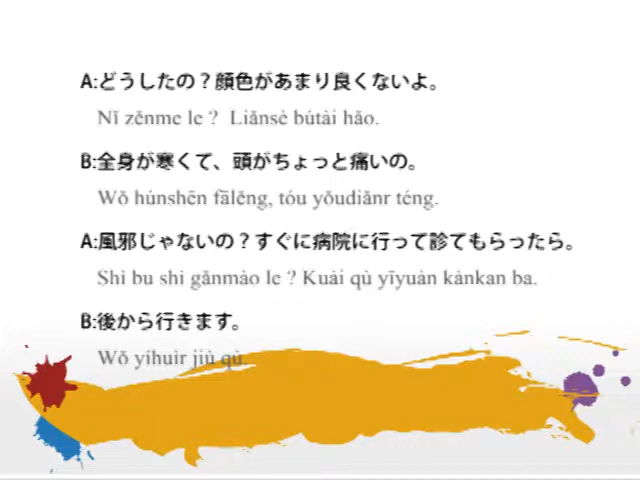 A:どうしたの？顔色があまり良くないよ。
Nǐ zěnme le ? Liǎnsè bútài hǎo.
B:全身が寒くて、頭がちょっと痛いの。
Wǒ húnshēn fālěng, tóu yǒudiǎnr téng.
A:風邪じゃないの？すぐに病院に行って診てもらったら。
Shì bu shì gǎnmào le ? Kuài qù yīyuàn kànkan ba.
B:後から行きます。
Wǒ yíhuìr jiù qù.